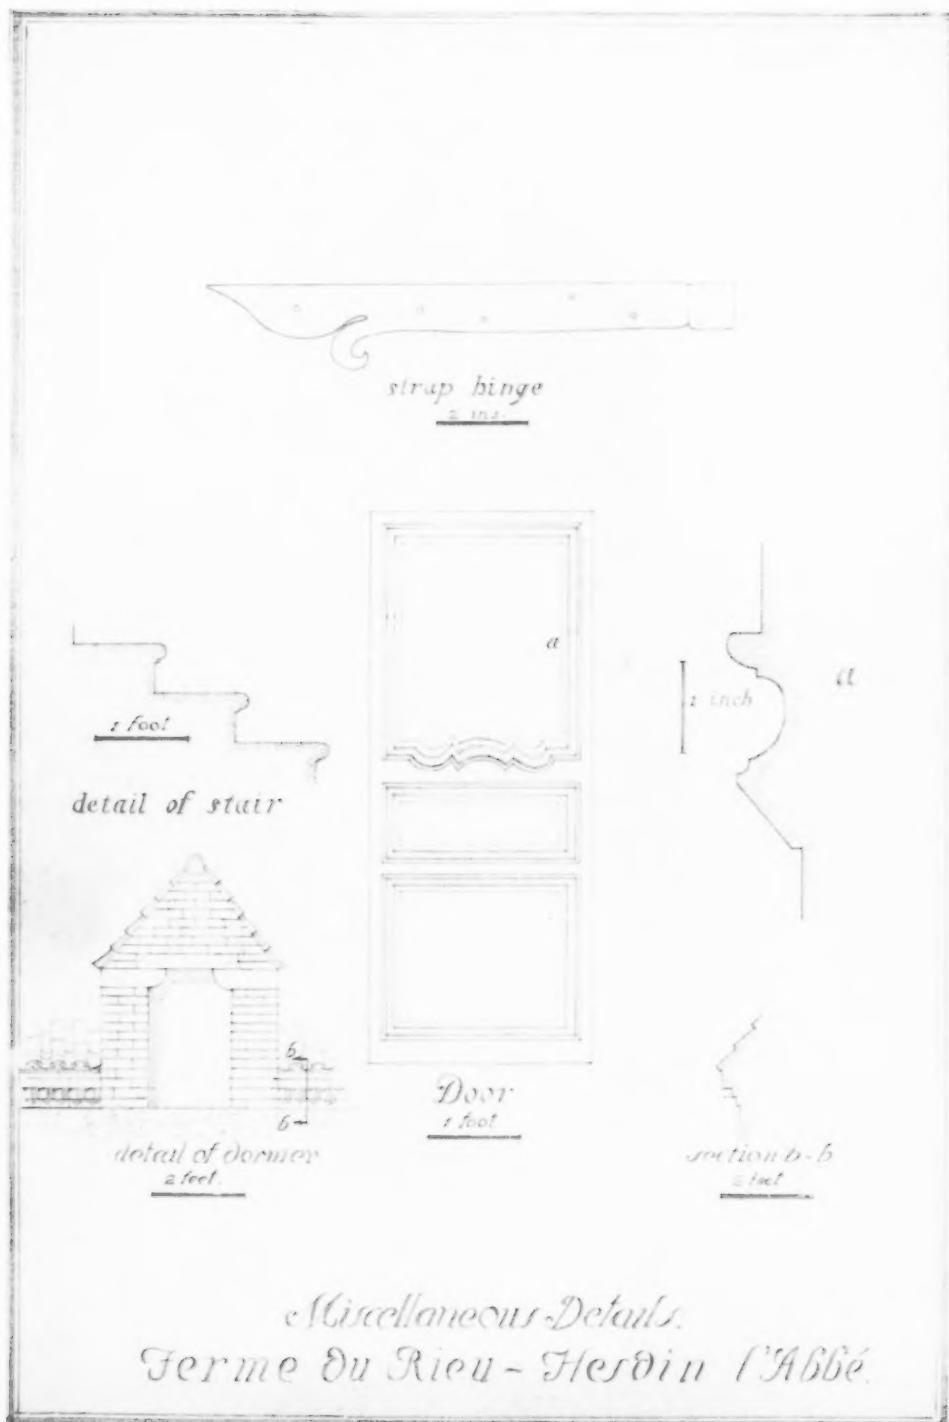 strap hinge
2 ins.
a
1 foot
1 inch
a
detail of stair
b
b
Door
1 foot
detail of dormer
2 feet.
section b-b
2 feet
Miscellaneous Details.
Ferme du Rieu - Hesdin l'Abbé.